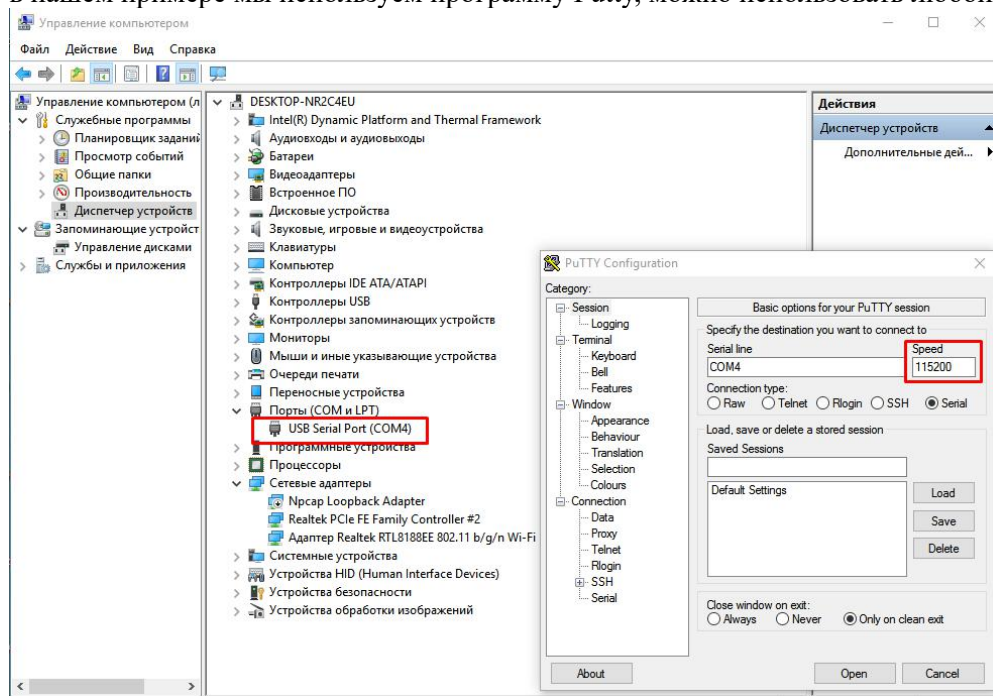 в нашем примере мы используем программу Putty, можно использовать любой
Управление компьютером
Файл Действие Вид Справка
Управление компьютером (л
Служебные программы
Планировщик заданий
Просмотр событий
Общие папки
Производительность
Диспетчер устройств
Запоминающие устройст
Управление дисками
Службы и приложения
DESKTOP-NR2C4EU
Intel(R) Dynamic Platform and Thermal Framework
Аудиовходы и аудиовыходы
Батареи
Видеоадаптеры
Встроенное ПО
Дисковые устройства
Звуковые, игровые и видеоустройства
Клавиатуры
Компьютер
Контроллеры IDE ATA/ATAPI
Контроллеры USB
Контроллеры запоминающих устройств
Мониторы
Мыши и иные указывающие устройства
Очереди печати
Переносные устройства
Порты (COM и LPT)
USB Serial Port (COM4)
Программные устройства
Процессоры
Сетевые адаптеры
Npcap Loopback Adapter
Realtek PCIe FE Family Controller #2
Адаптер Realtek RTL8188EE 802.11 b/g/n Wi-Fi
Системные устройства
Устройства HID (Human Interface Devices)
Устройства безопасности
Устройства обработки изображений
Действия
Диспетчер устройств
Дополнительные дей...
PuTTY Configuration
Category:
Session
Logging
Terminal
Keyboard
Bell
Features
Window
Appearance
Behaviour
Translation
Selection
Colours
Connection
Data
Proxy
Telnet
Rlogin
SSH
Serial
Basic options for your PuTTY session
Specify the destination you want to connect to
Serial line Speed
COM4 115200
Connection type:
Raw Telnet Rlogin SSH Serial
Load, save or delete a stored session
Saved Sessions
Default Settings
Load
Save
Delete
Close window on exit:
Always Never Only on clean exit
About Open Cancel